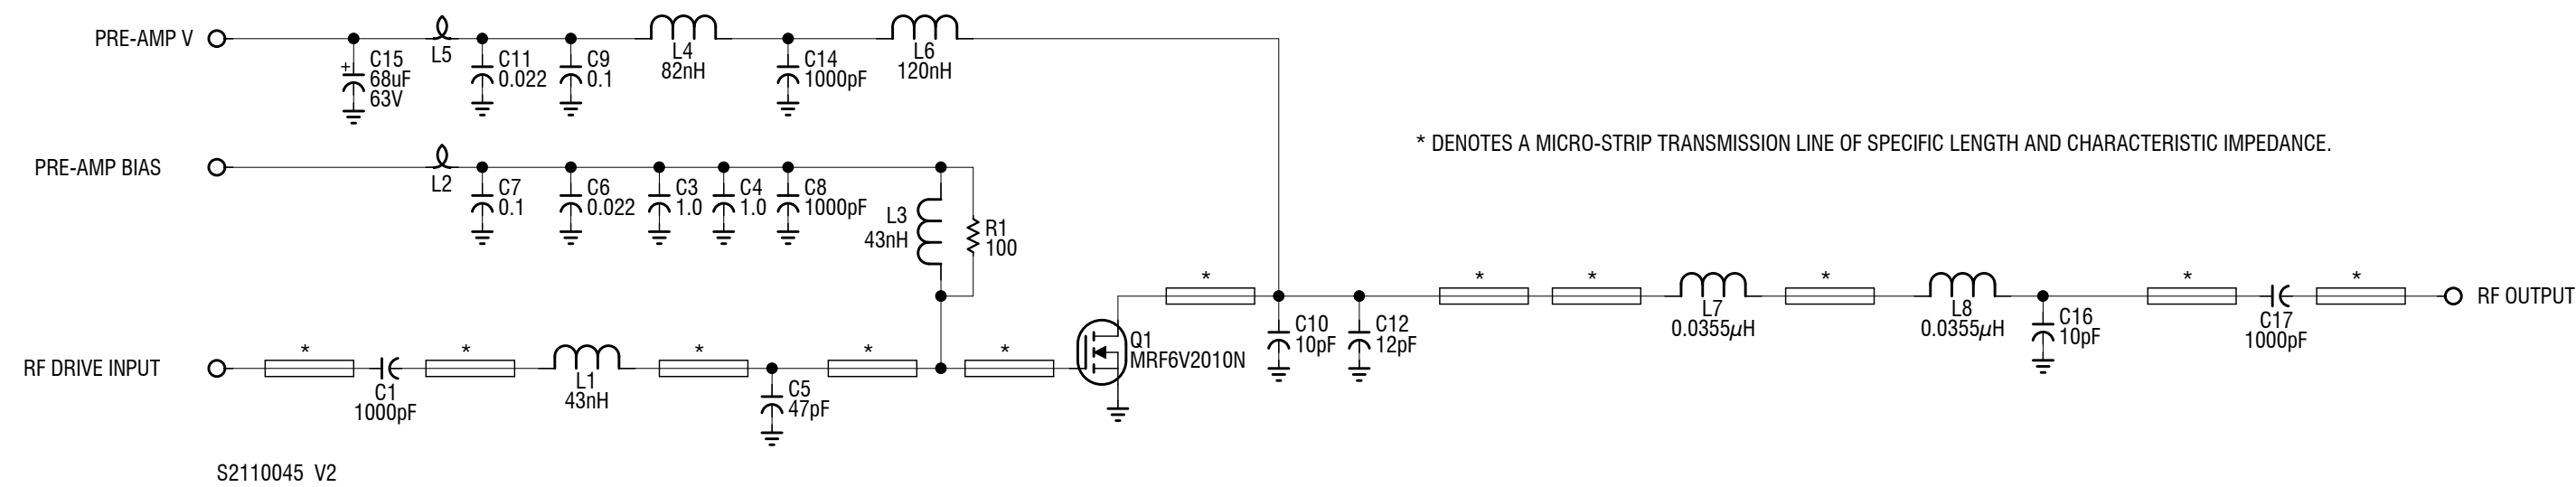 PRE-AMP V
L5
+
C15
68uF
63V
C11
0.022
C9
0.1
L4
82nH
C14
1000pF
L6
120nH
* DENOTES A MICRO-STRIP TRANSMISSION LINE OF SPECIFIC LENGTH AND CHARACTERISTIC IMPEDANCE.
PRE-AMP BIAS
L2
C7
0.1
C6
0.022
C3
1.0
C4
1.0
C8
1000pF
L3
43nH
R1
100
* * * * * *
L7
0.0355µH
L8
0.0355µH
C10
10pF
C12
12pF
C16
10pF
C17
1000pF
RF OUTPUT
Q1
MRF6V2010N
RF DRIVE INPUT
* * * * *
C1
1000pF
L1
43nH
C5
47pF
S2110045 V2